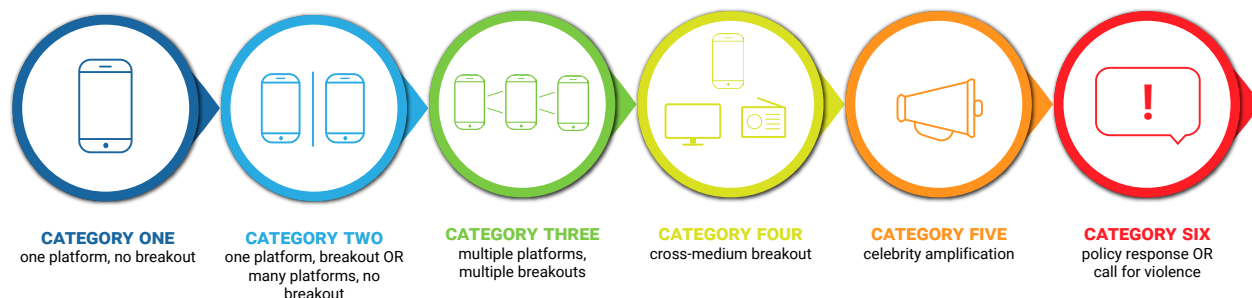 !
CATEGORY ONE
one platform, no breakout
CATEGORY TWO
one platform, breakout OR
many platforms, no
breakout
CATEGORY THREE
multiple platforms,
multiple breakouts
CATEGORY FOUR
cross-medium breakout
CATEGORY FIVE
celebrity amplification
CATEGORY SIX
policy response OR
call for violence